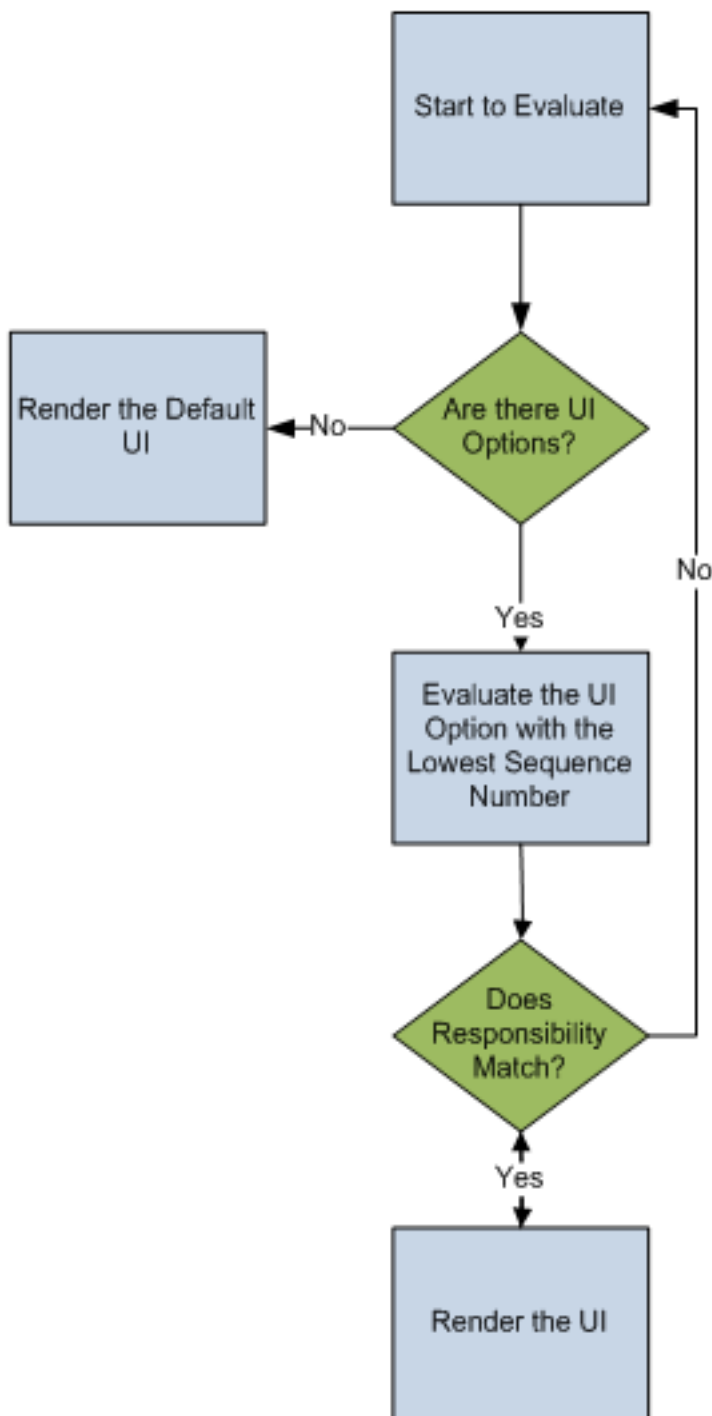 Start to Evaluate
Render the Default
UI
No
Are there UI
Options?
No
Yes
Evaluate the UI
Option with the
Lowest Sequence
Number
Does
Responsibility
Match?
Yes
Render the UI